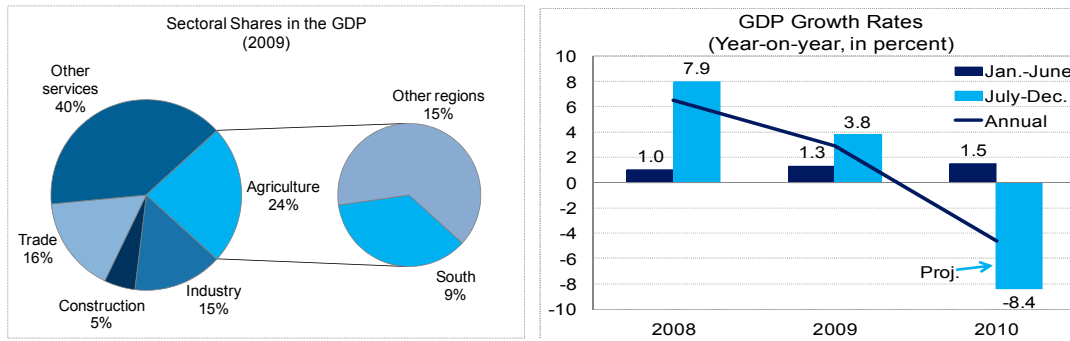 Sectoral Shares in the GDP
(2009)
Other
services
40%
Other regions
15%
Agriculture
24%
Trade
16%
South
9%
Industry
15%
Construction
5%
GDP Growth Rates
(Year-on-year, in percent)
10
8
6
4
2
0
-2
-4
-6
-8
-10
Jan.-June
July-Dec.
Annual
7.9
3.8
1.0
1.3
1.5
Proj.
-8.4
2008
2009
2010